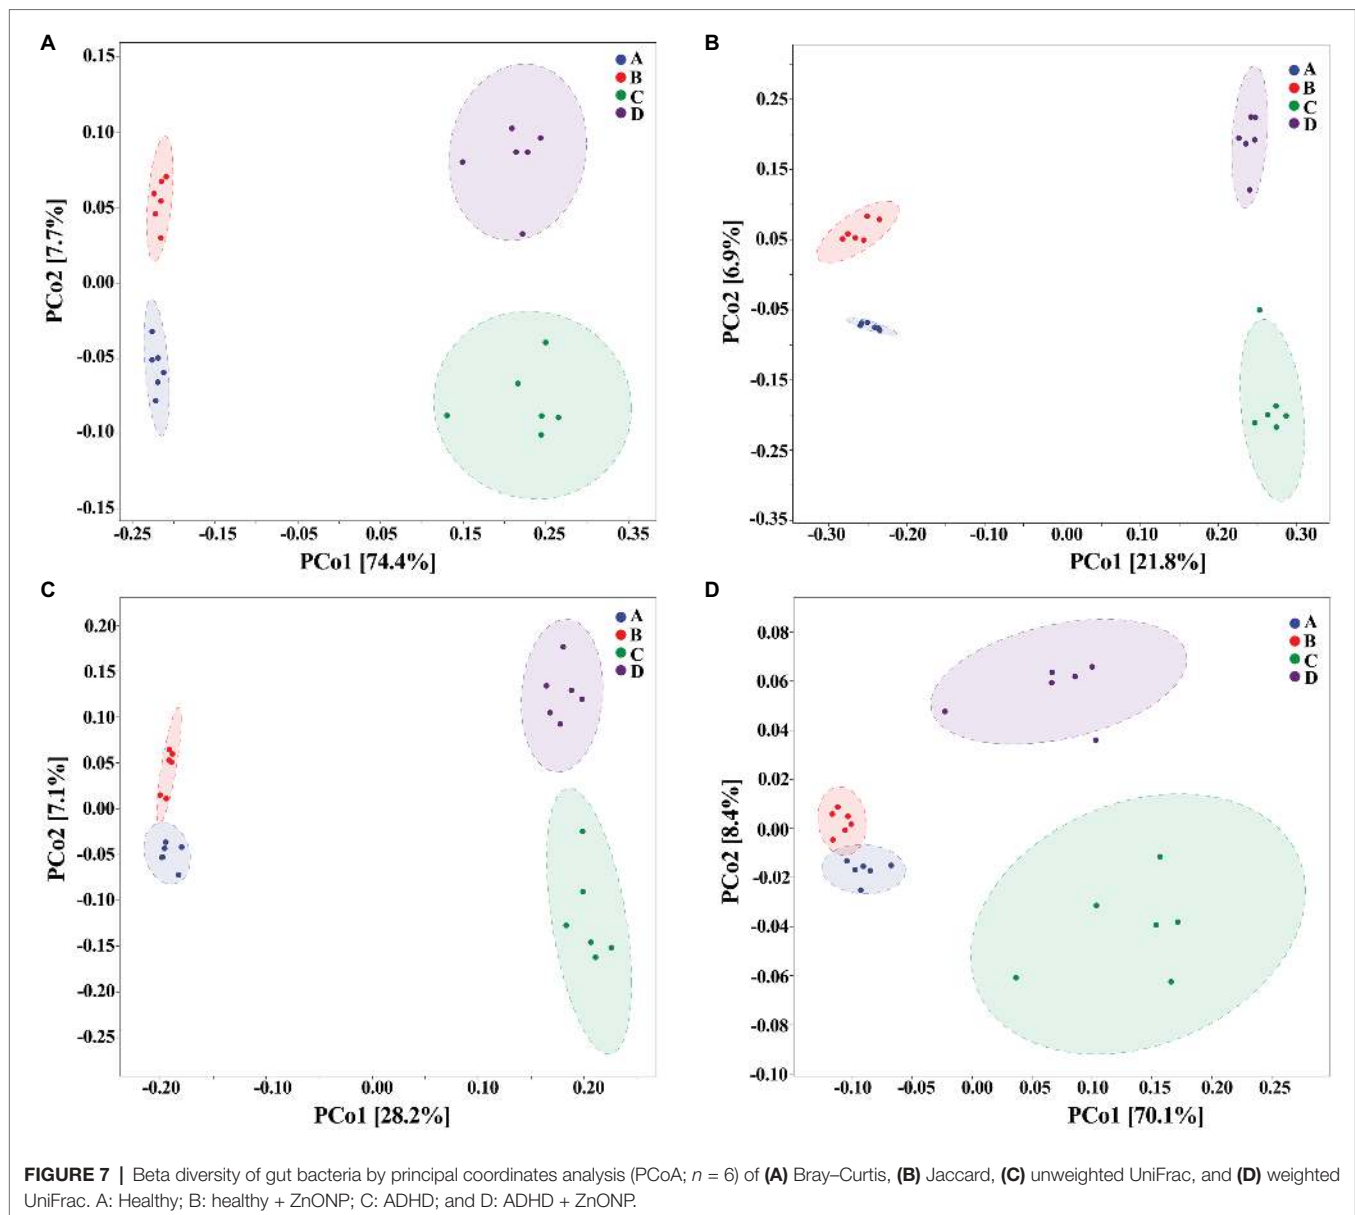 A
0.15
0.10
0.05
0.00
-0.05
-0.10
-0.15
PCo2 [7.7%]
-0.25
-0.15
-0.05
0.05
0.15
0.25
0.35
PCo1 [74.4%]
A
B
C
D
B
0.25
0.15
0.05
-0.05
-0.15
-0.25
-0.35
PCo2 [6.9%]
-0.30
-0.20
-0.10
0.00
0.10
0.20
0.30
PCo1 [21.8%]
A
B
C
D
C
0.20
0.15
0.10
0.05
0.00
-0.05
-0.10
-0.15
-0.20
-0.25
PCo2 [7.1%]
-0.20
-0.10
0.00
0.10
0.20
PCo1 [28.2%]
A
B
C
D
D
0.08
0.06
0.04
0.02
0.00
-0.02
-0.04
-0.06
-0.08
-0.10
PCo2 [8.4%]
-0.10
-0.05
0.00
0.05
0.10
0.15
0.20
0.25
PCo1 [70.1%]
A
B
C
D
FIGURE 7 | Beta diversity of gut bacteria by principal coordinates analysis (PCoA; n = 6) of (A) Bray–Curtis, (B) Jaccard, (C) unweighted UniFrac, and (D) weighted
UniFrac. A: Healthy; B: healthy + ZnONP; C: ADHD; and D: ADHD + ZnONP.